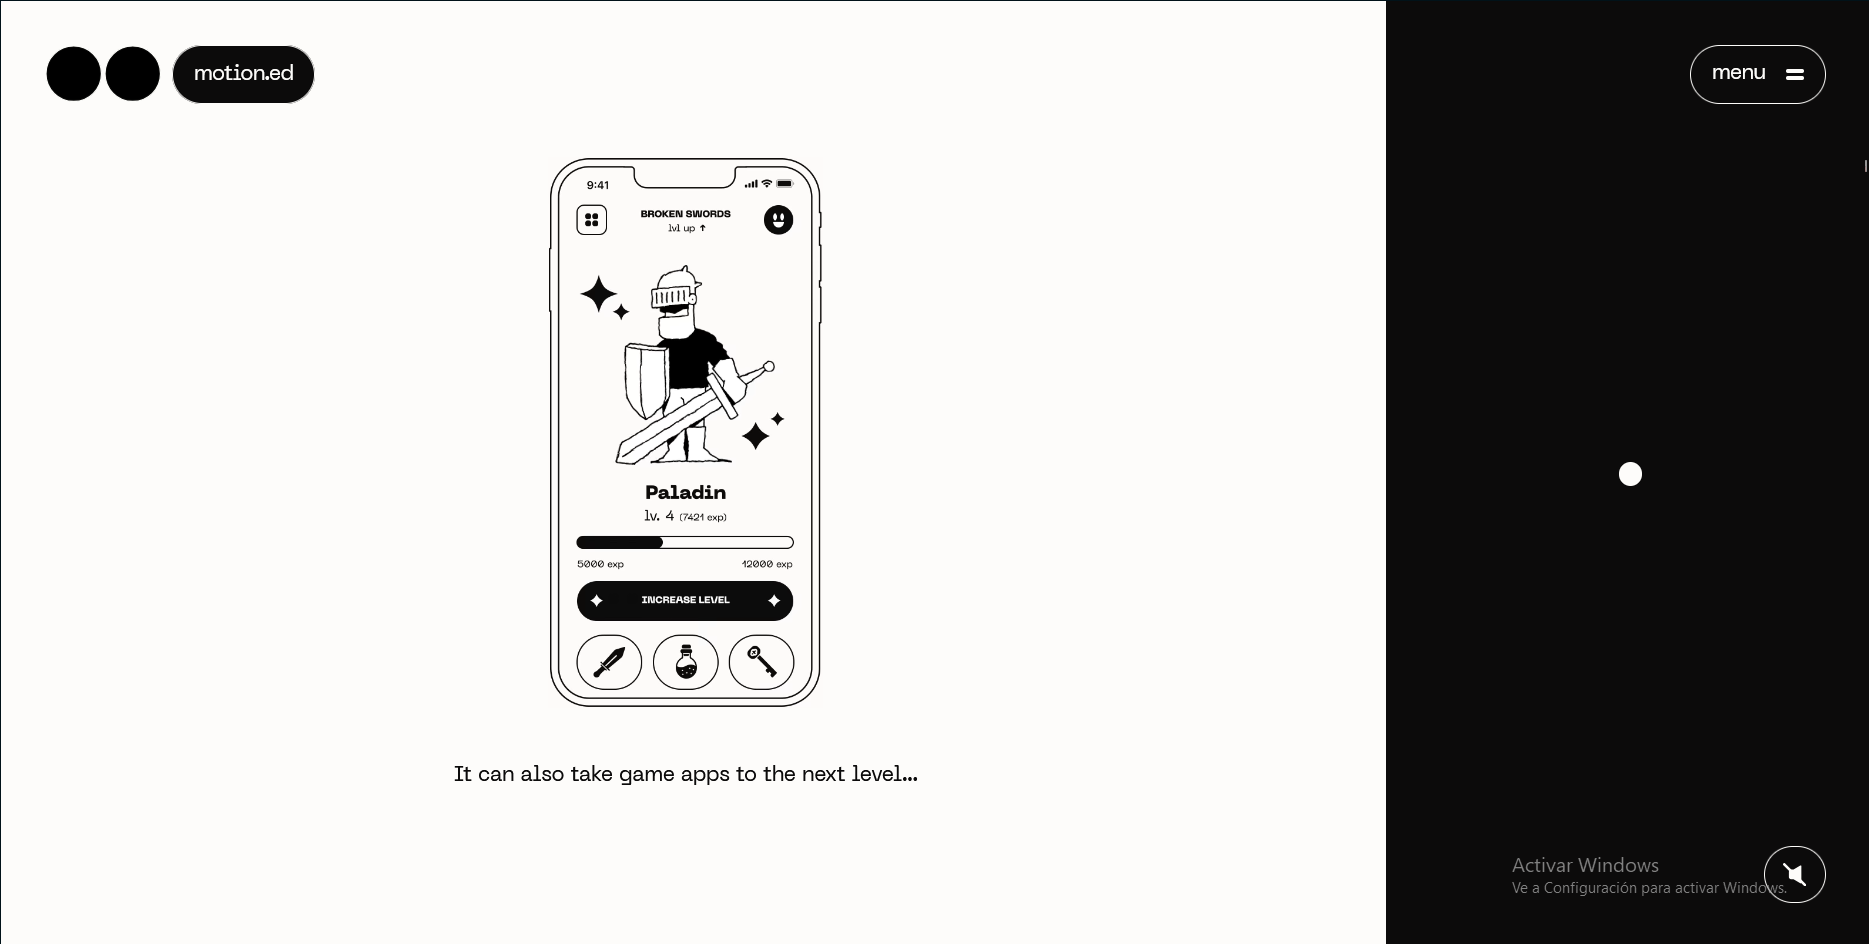 motion.ed
menu
9:41
BROKEN SWORDS
lvl up ↑
Paladin
lv. 4 (7421 exp)
5000 exp 12000 exp
INCREASE LEVEL
It can also take game apps to the next level...
Activar Windows
Ve a Configuración para activar Windows.